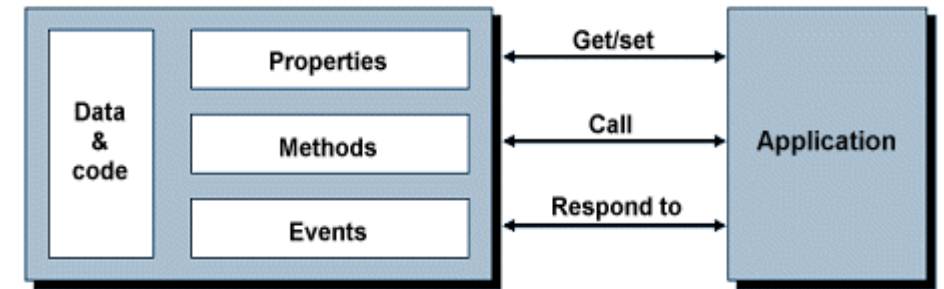 Data
&
code
Properties
Methods
Events
Get/set
Call
Respond to
Application